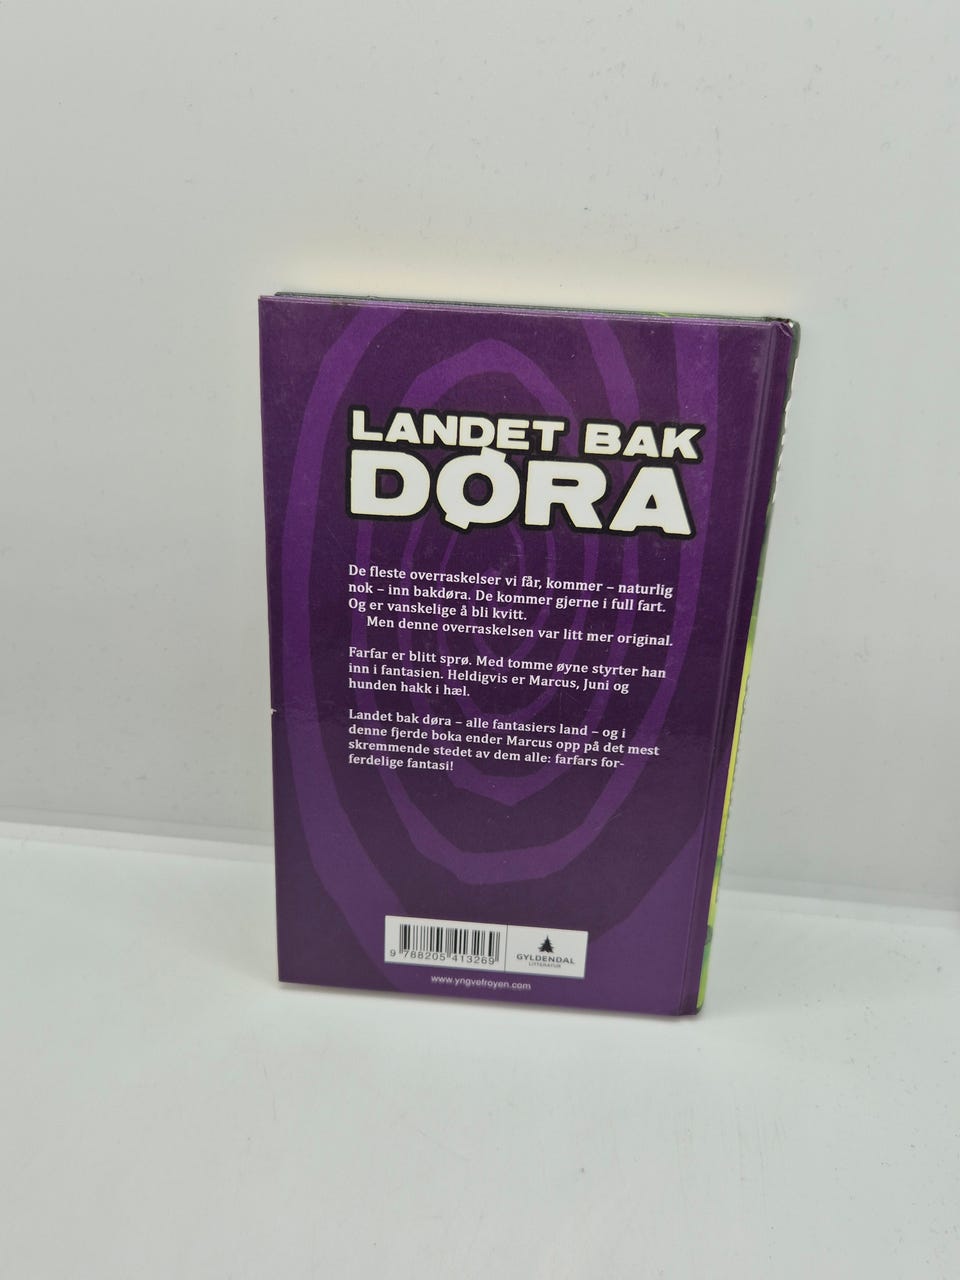 LANDET BAK
DØRA
De fleste overraskelser vi får, kommer – naturlig
nok – inn bakdøra. De kommer gjerne i full fart.
Og er vanskelige å bli kvitt.
Men denne overraskelsen var litt mer original.
Farfar er blitt sprø. Med tomme øyne styrter han
inn i fantasien. Heldigvis er Marcus, Juni og
hunden hakk i hæl.
Landet bak døra – alle fantasiers land – og i
denne fjerde boka ender Marcus opp på det mest
skremmende stedet av dem alle: farfars for-
ferdelige fantasi!
9 788205 413269
GYLDENDAL
LITTERATUR
www.yngvefroyen.com